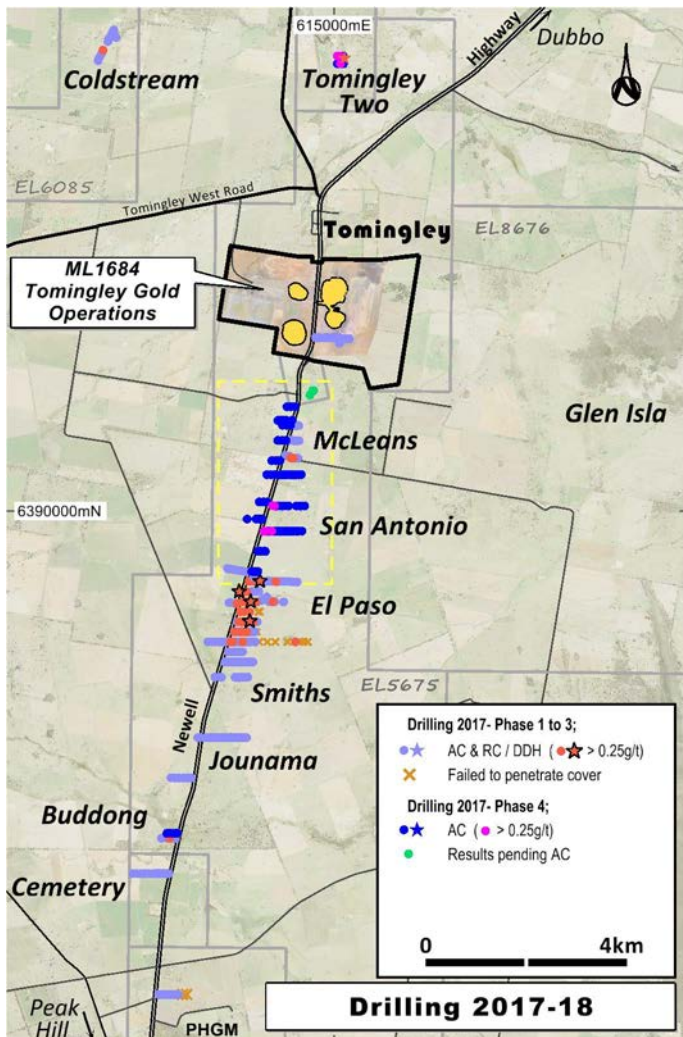 615000mE
Dubbo
Highway
Coldstream
Tomingley
Two
EL6085
Tomingley West Road
EL8676
Tomingley
ML1684
Tomingley Gold
Operations
Glen Isla
McLeans
6390000mN
San Antonio
El Paso
Smiths
EL5675
Newell
Jounama
Buddong
Cemetery
Drilling 2017- Phase 1 to 3;
AC & RC / DDH ( > 0.25g/t)
Failed to penetrate cover
Drilling 2017- Phase 4;
AC ( > 0.25g/t)
Results pending AC
0 4km
Peak
Hill
PHGM
Drilling 2017-18